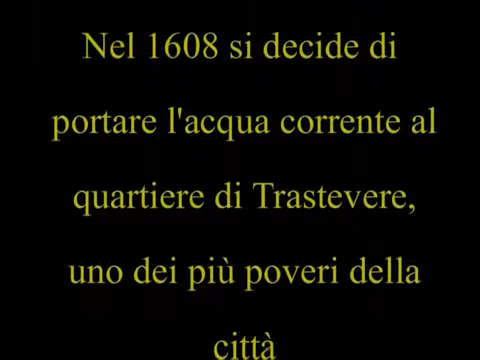 Nel 1608 si decide di
portare l'acqua corrente al
quartiere di Trastevere,
uno dei più poveri della
città